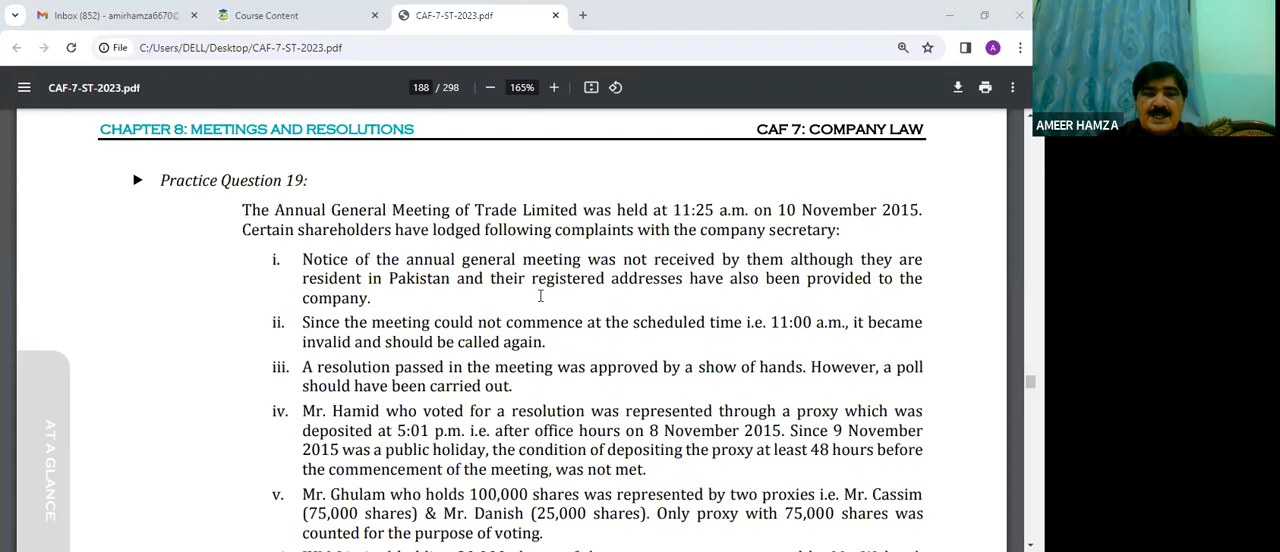 Inbox (852) - amirhamza6670@
Course Content
CAF-7-ST-2023.pdf
File C:/Users/DELL/Desktop/CAF-7-ST-2023.pdf
A
CAF-7-ST-2023.pdf
188 / 298
165%
AMEER HAMZA
CHAPTER 8: MEETINGS AND RESOLUTIONS CAF 7: COMPANY LAW
Practice Question 19:
The Annual General Meeting of Trade Limited was held at 11:25 a.m. on 10 November 2015.
Certain shareholders have lodged following complaints with the company secretary:
i. Notice of the annual general meeting was not received by them although they are
resident in Pakistan and their registered addresses have also been provided to the
company.
ii. Since the meeting could not commence at the scheduled time i.e. 11:00 a.m., it became
invalid and should be called again.
iii. A resolution passed in the meeting was approved by a show of hands. However, a poll
should have been carried out.
iv. Mr. Hamid who voted for a resolution was represented through a proxy which was
deposited at 5:01 p.m. i.e. after office hours on 8 November 2015. Since 9 November
2015 was a public holiday, the condition of depositing the proxy at least 48 hours before
the commencement of the meeting, was not met.
v. Mr. Ghulam who holds 100,000 shares was represented by two proxies i.e. Mr. Cassim
(75,000 shares) & Mr. Danish (25,000 shares). Only proxy with 75,000 shares was
counted for the purpose of voting.
AT A GLANCE